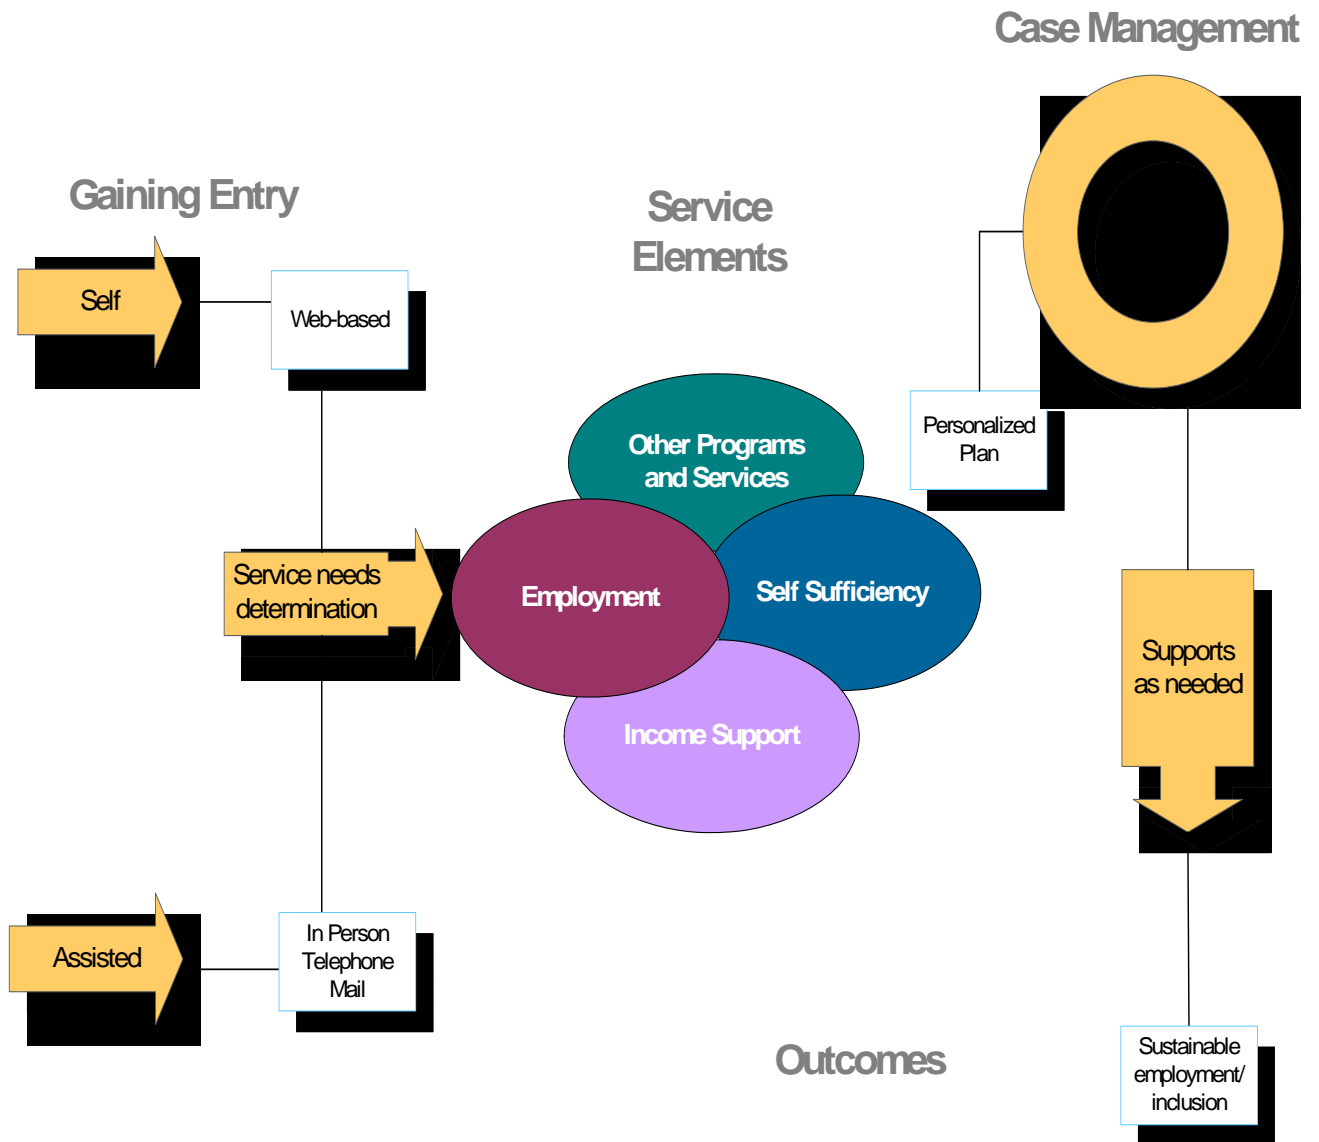 Case Management
Gaining Entry
Service
Elements
Self
Web-based
Other Programs
and Services
Personalized
Plan
Service needs
determination
Employment
Self Sufficiency
Supports
as needed
Income Support
Assisted
In Person
Telephone
Mail
Outcomes
Sustainable
employment/
inclusion